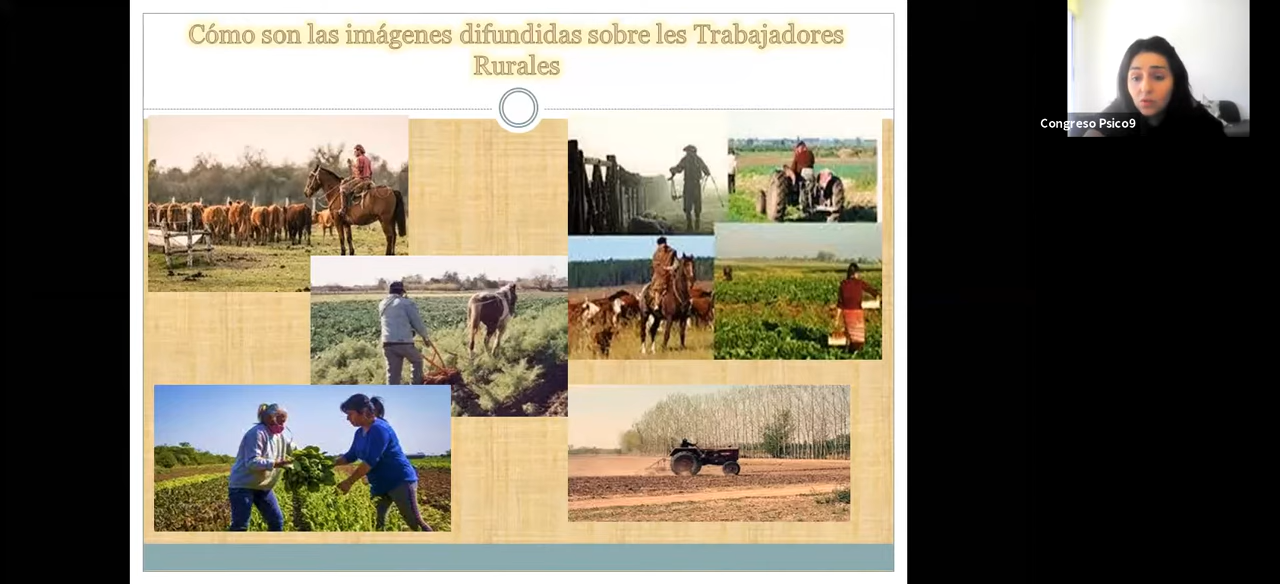 Cómo son las imágenes difundidas sobre les Trabajadores
Rurales
Congreso Psico9